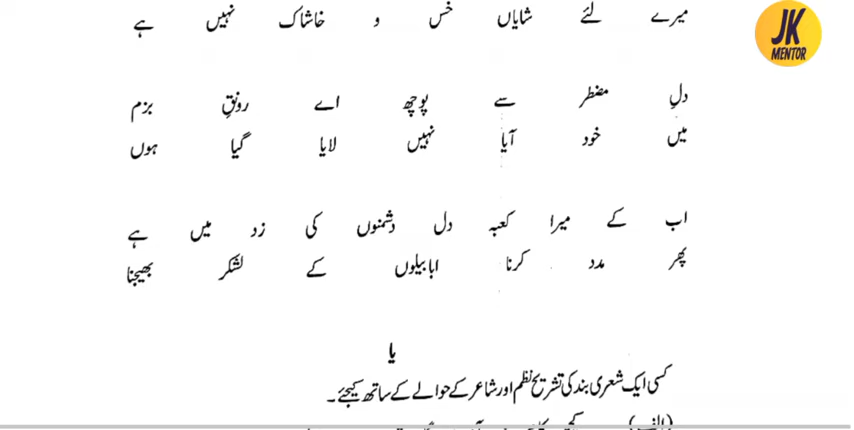 میرے لئے شایاں خس و خاشاک نہیں ہے
JK
MENTOR
دلِ مضطر سے پوچھ اے رونقِ بزم
میں خود آیا نہیں لایا گیا ہوں
اب کے میرا کعبہ دل دشمنوں کی زد میں ہے
پھر مدد کرنا ابابیلوں کے لشکر بھیجنا
یا
کسی ایک شعری بند کی تشریح نظم اور شاعر کے حوالے کے ساتھ کیجئے۔
(الف)